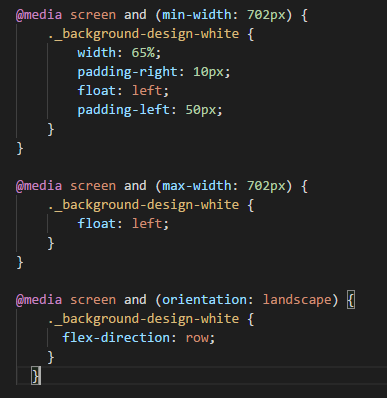 @media screen and (min-width: 702px) {
._background-design-white {
width: 65%;
padding-right: 10px;
float: left;
padding-left: 50px;
}
}
@media screen and (max-width: 702px) {
._background-design-white {
float: left;
}
}
@media screen and (orientation: landscape) {
._background-design-white {
flex-direction: row;
}
}